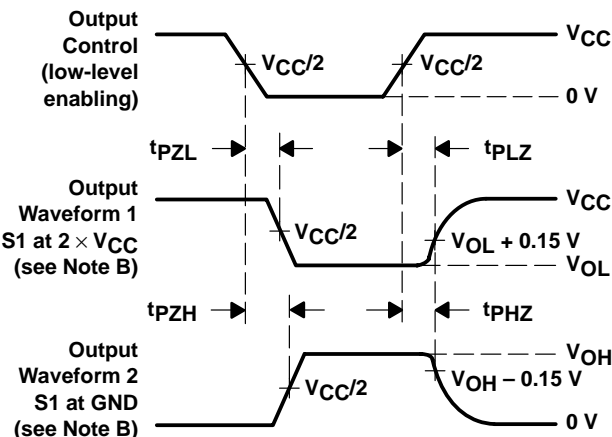 Output
Control
(low-level
enabling)
VCC/2
VCC/2
VCC
0 V
tPZL
tPLZ
Output
Waveform 1
S1 at 2 × VCC
(see Note B)
VCC/2
VCC
VOL + 0.15 V
VOL
tPZH
tPHZ
Output
Waveform 2
S1 at GND
(see Note B)
VCC/2
VOH
VOH – 0.15 V
0 V